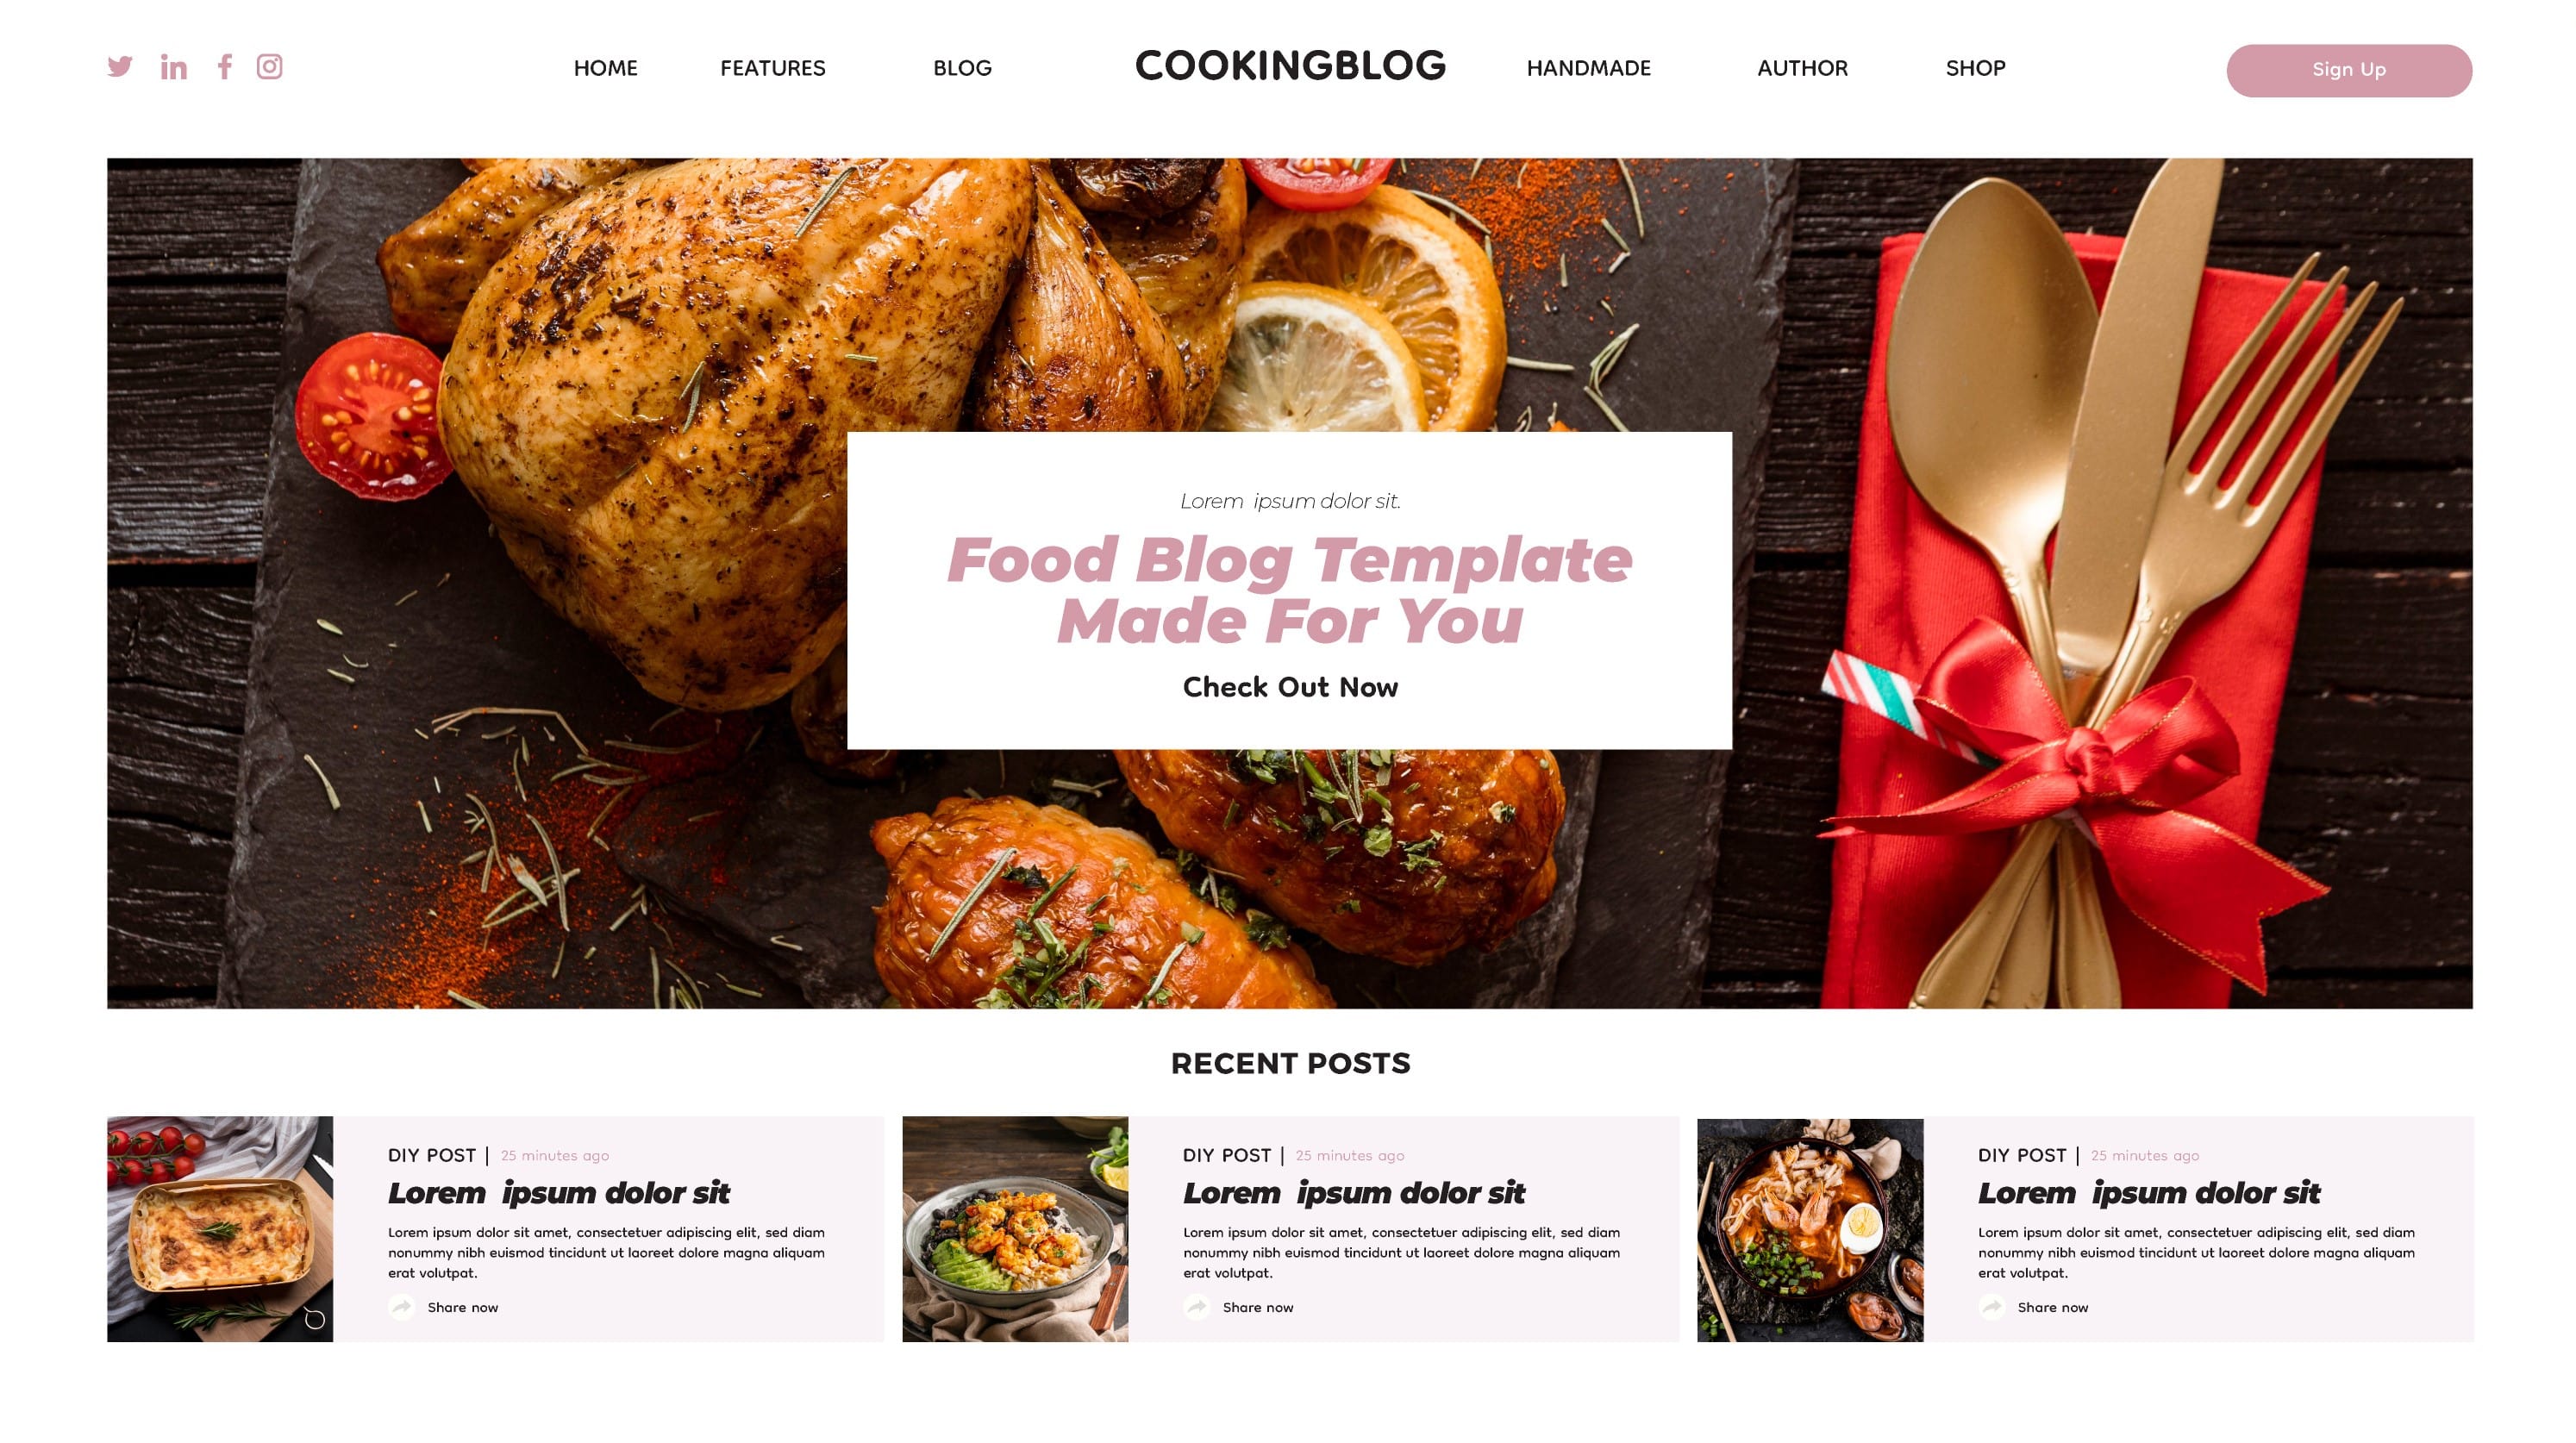 HOME FEATURES BLOG COOKINGBLOG HANDMADE AUTHOR SHOP Sign Up
Lorem ipsum dolor sit.
Food Blog Template
Made For You
Check Out Now
RECENT POSTS
DIY POST | 25 minutes ago
Lorem ipsum dolor sit
Lorem ipsum dolor sit amet, consectetuer adipiscing elit, sed diam
nonummy nibh euismod tincidunt ut laoreet dolore magna aliquam
erat volutpat.
Share now
DIY POST | 25 minutes ago
Lorem ipsum dolor sit
Lorem ipsum dolor sit amet, consectetuer adipiscing elit, sed diam
nonummy nibh euismod tincidunt ut laoreet dolore magna aliquam
erat volutpat.
Share now
DIY POST | 25 minutes ago
Lorem ipsum dolor sit
Lorem ipsum dolor sit amet, consectetuer adipiscing elit, sed diam
nonummy nibh euismod tincidunt ut laoreet dolore magna aliquam
erat volutpat.
Share now